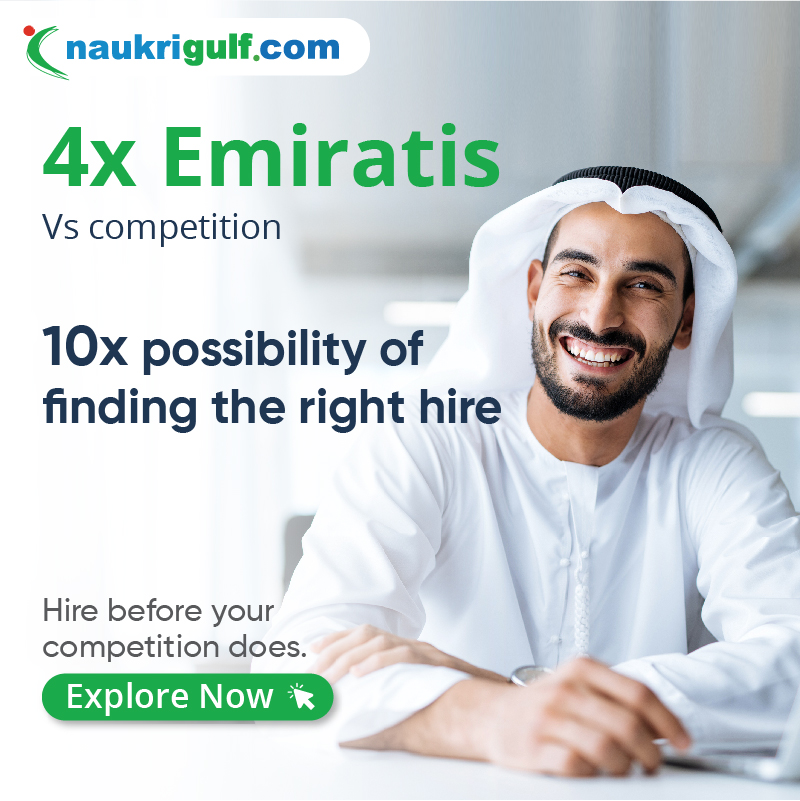 naukrigulf.com
4x Emiratis
Vs competition
10x possibility of
finding the right hire
Hire before your
competition does.
Explore Now